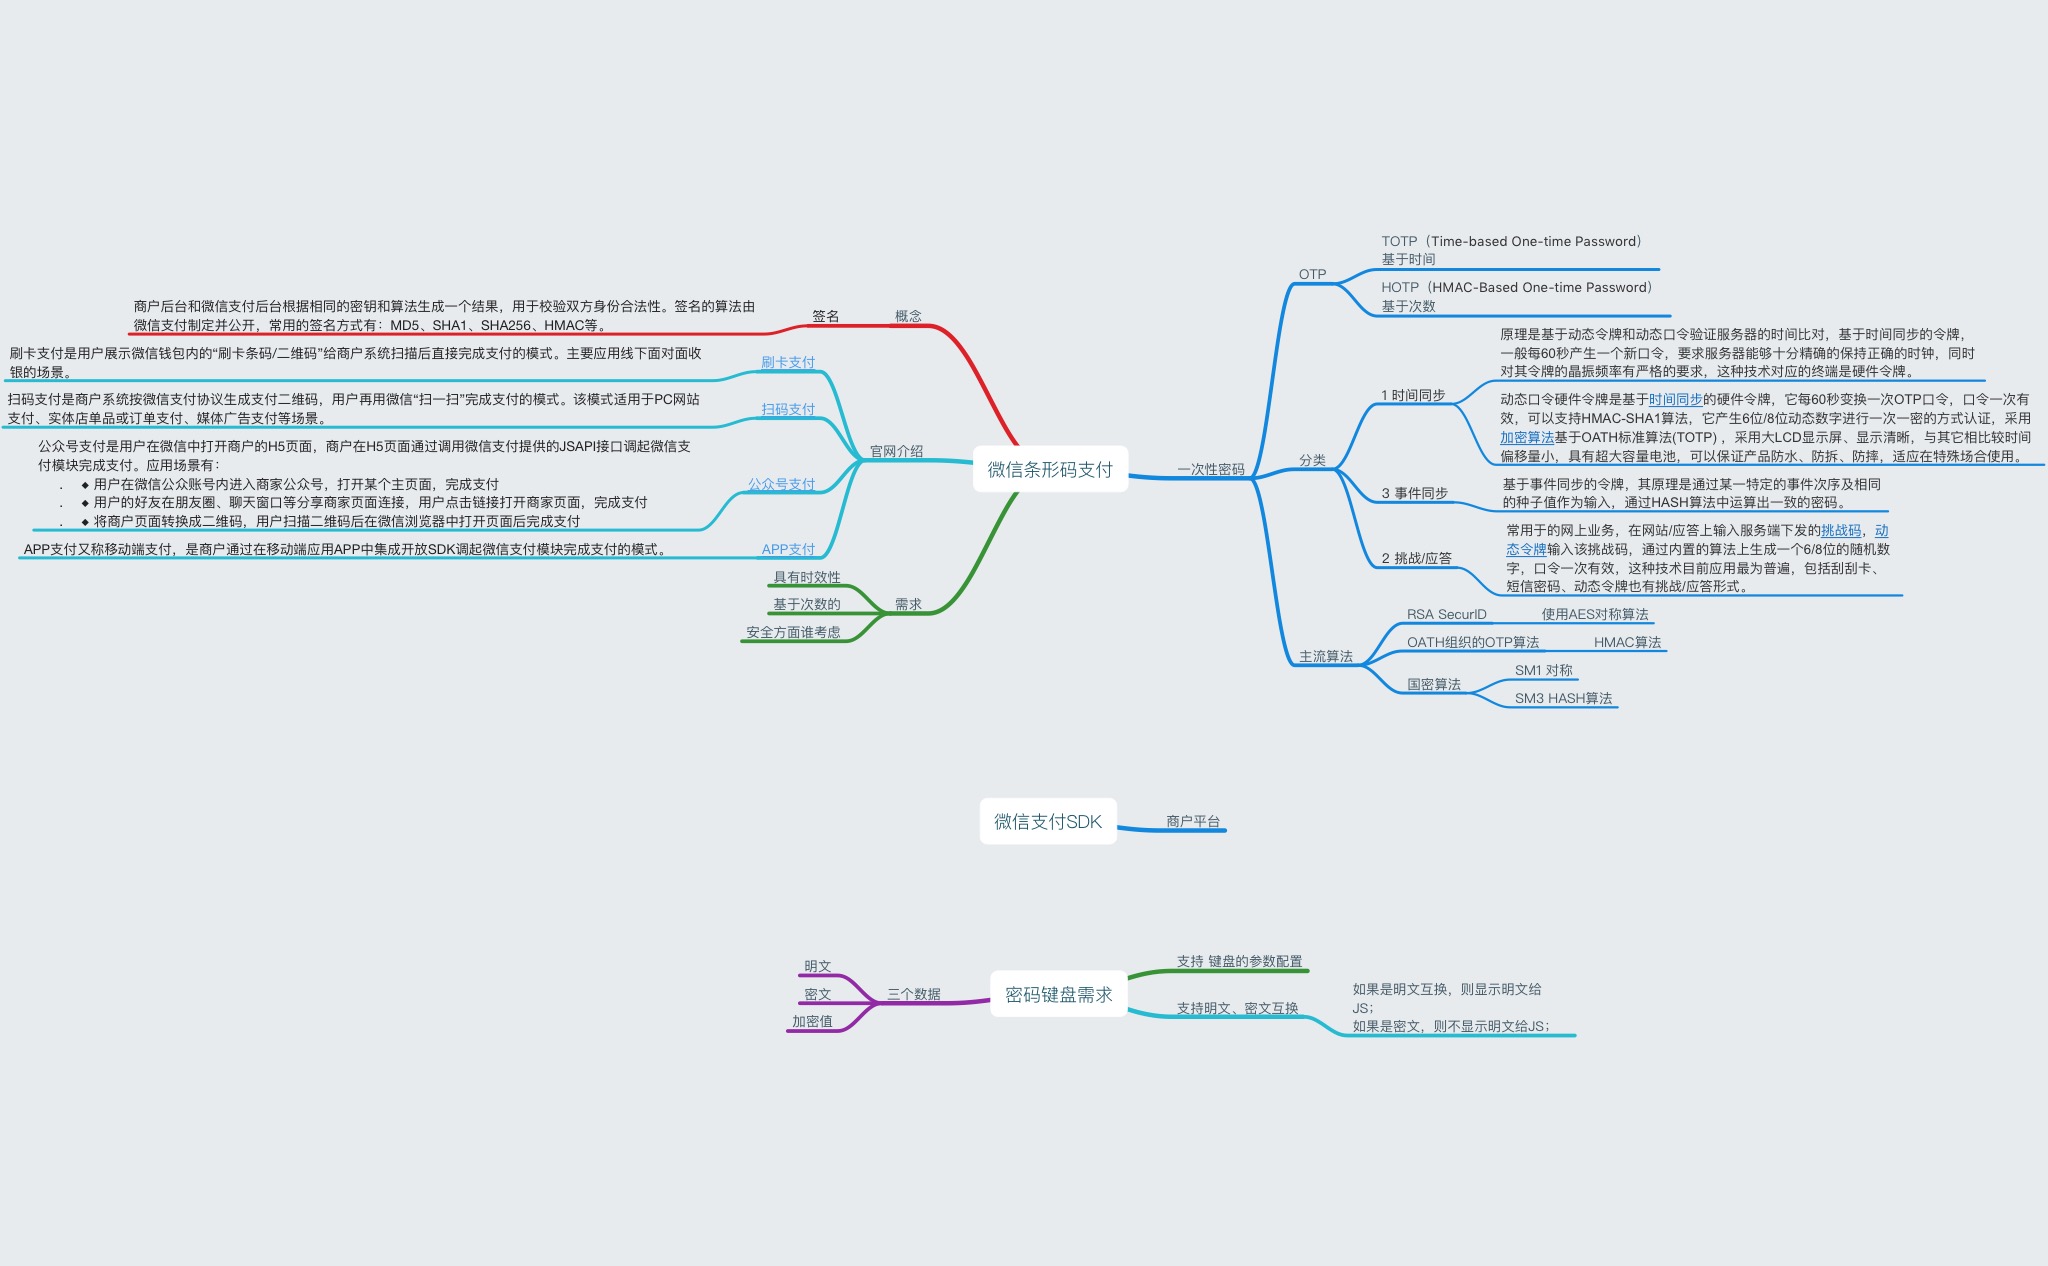 微信条形码支付
概念
签名
商户后台和微信支付后台根据相同的密钥和算法生成一个结果，用于校验双方身份合法性。签名的算法由
微信支付制定并公开，常用的签名方式有：MD5、SHA1、SHA256、HMAC等。
官网介绍
刷卡支付
刷卡支付是用户展示微信钱包内的“刷卡条码/二维码”给商户系统扫描后直接完成支付的模式。主要应用线下面对面收
银的场景。
扫码支付
扫码支付是商户系统按微信支付协议生成支付二维码，用户再用微信“扫一扫”完成支付的模式。该模式适用于PC网站
支付、实体店单品或订单支付、媒体广告支付等场景。
公众号支付
公众号支付是用户在微信中打开商户的H5页面，商户在H5页面通过调用微信支付提供的JSAPI接口调起微信支
付模块完成支付。应用场景有：
. ◆ 用户在微信公众账号内进入商家公众号，打开某个主页面，完成支付
. ◆ 用户的好友在朋友圈、聊天窗口等分享商家页面连接，用户点击链接打开商家页面，完成支付
. ◆ 将商户页面转换成二维码，用户扫描二维码后在微信浏览器中打开页面后完成支付
APP支付
APP支付又称移动端支付，是商户通过在移动端应用APP中集成开放SDK调起微信支付模块完成支付的模式。
需求
具有时效性
基于次数的
安全方面谁考虑
一次性密码
OTP
TOTP（Time-based One-time Password）
基于时间
HOTP（HMAC-Based One-time Password）
基于次数
分类
1 时间同步
原理是基于动态令牌和动态口令验证服务器的时间比对，基于时间同步的令牌，
一般每60秒产生一个新口令，要求服务器能够十分精确的保持正确的时钟，同时
对其令牌的晶振频率有严格的要求，这种技术对应的终端是硬件令牌。
动态口令硬件令牌是基于时间同步的硬件令牌，它每60秒变换一次OTP口令，口令一次有
效，可以支持HMAC-SHA1算法，它产生6位/8位动态数字进行一次一密的方式认证，采用
加密算法基于OATH标准算法(TOTP) ，采用大LCD显示屏、显示清晰，与其它相比较时间
偏移量小，具有超大容量电池，可以保证产品防水、防拆、防摔，适应在特殊场合使用。
3 事件同步
基于事件同步的令牌，其原理是通过某一特定的事件次序及相同
的种子值作为输入，通过HASH算法中运算出一致的密码。
2 挑战/应答
常用于的网上业务，在网站/应答上输入服务端下发的挑战码，动
态令牌输入该挑战码，通过内置的算法上生成一个6/8位的随机数
字，口令一次有效，这种技术目前应用最为普遍，包括刮刮卡、
短信密码、动态令牌也有挑战/应答形式。
主流算法
RSA SecurID
使用AES对称算法
OATH组织的OTP算法
HMAC算法
国密算法
SM1 对称
SM3 HASH算法
微信支付SDK
商户平台
密码键盘需求
三个数据
明文
密文
加密值
支持 键盘的参数配置
支持明文、密文互换
如果是明文互换，则显示明文给
JS；
如果是密文，则不显示明文给JS；